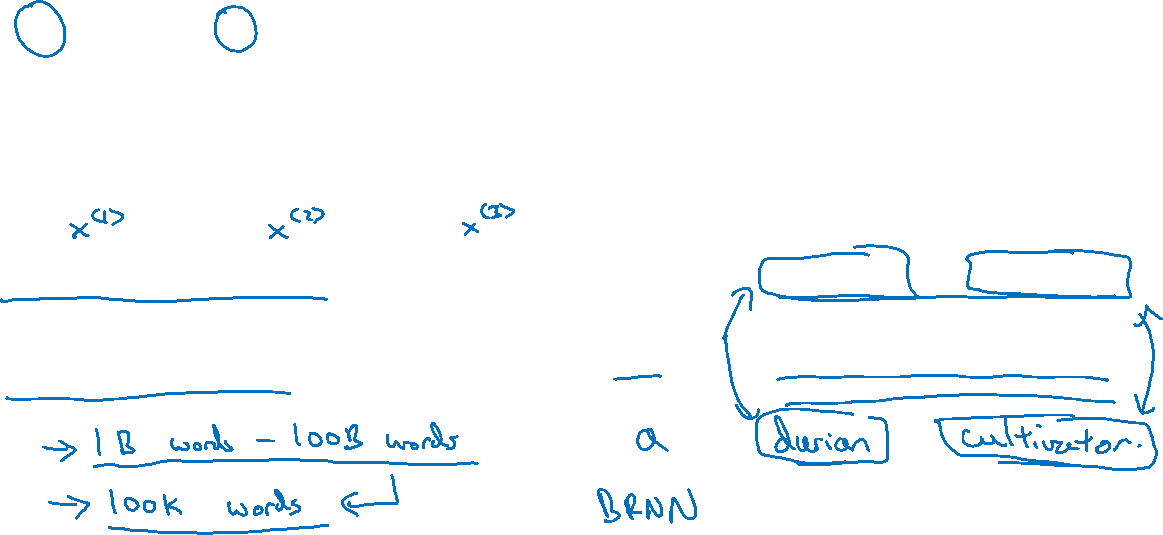 x<1> x<2> x<3>
→ 1B words - 100B words
a durian cultivator.
→ 100K words
BRNN